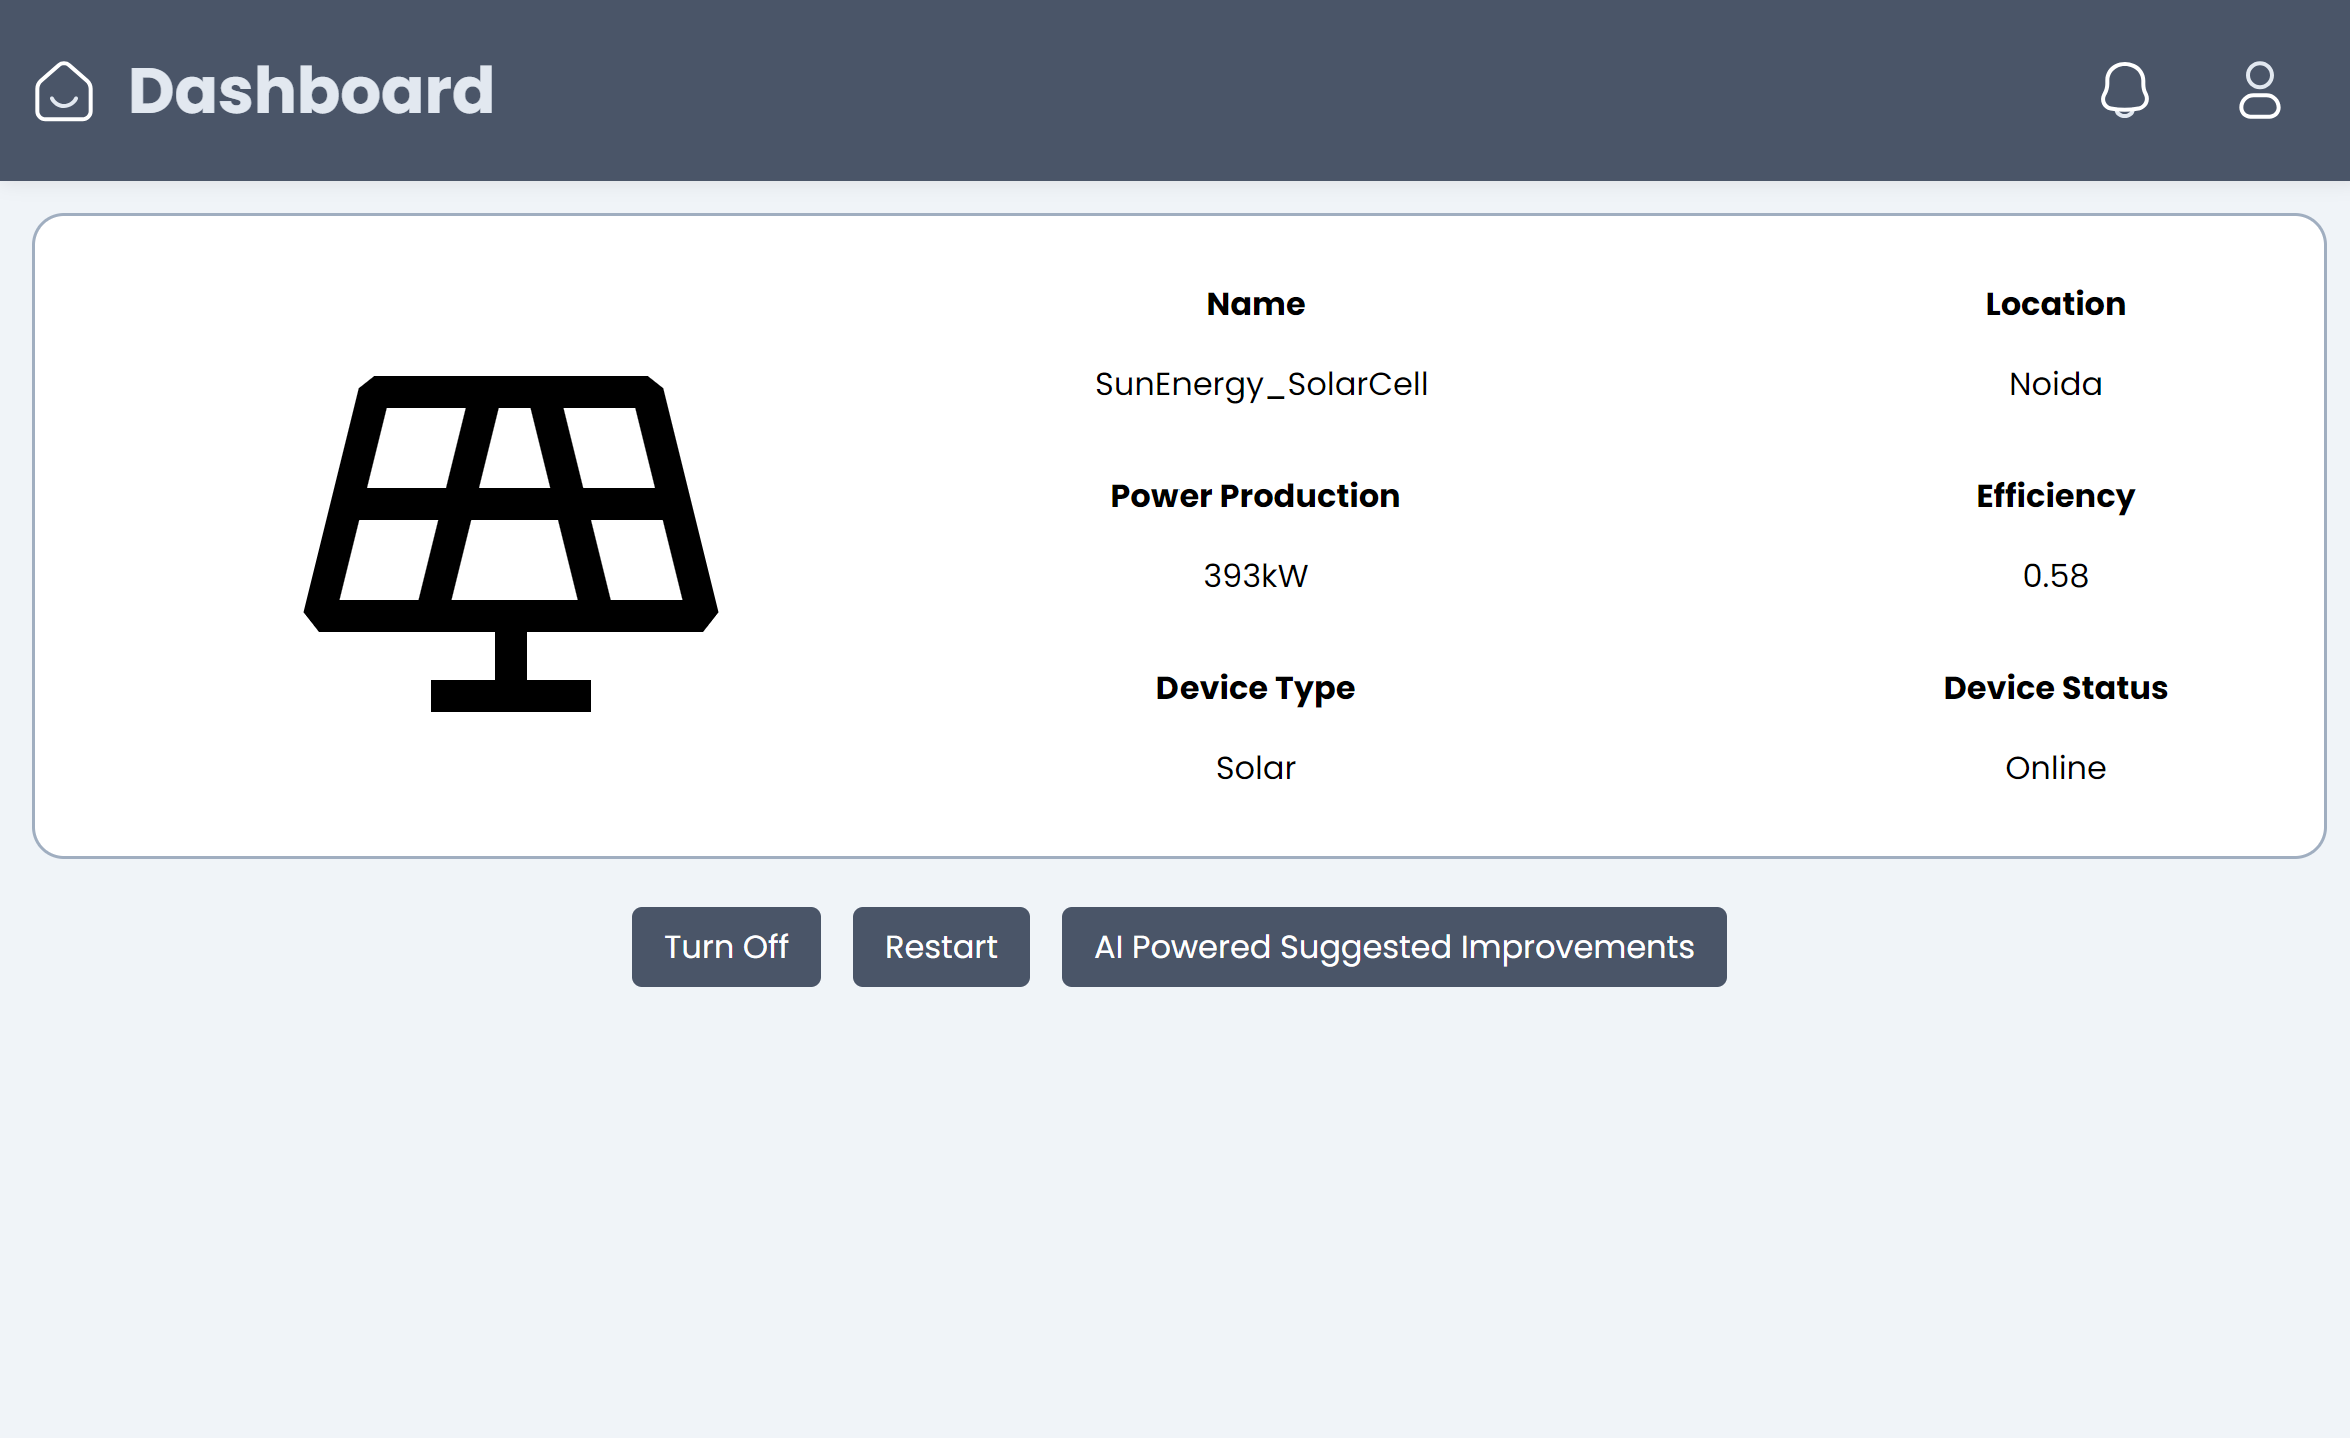 Dashboard
Name
SunEnergy_SolarCell
Location
Noida
Power Production
393kW
Efficiency
0.58
Device Type
Solar
Device Status
Online
Turn Off
Restart
AI Powered Suggested Improvements